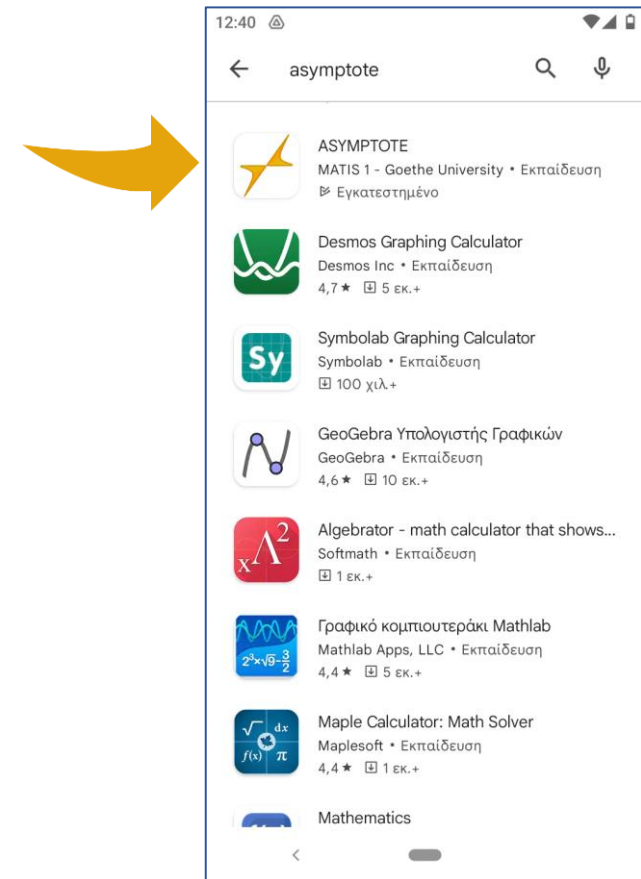 12:40
asymptote
ASYMPTOTE
MATIS 1 - Goethe University • Εκπαίδευση
Εγκατεστημένο
Desmos Graphing Calculator
Desmos Inc • Εκπαίδευση
4,7★ 5 εκ.+
Sy
Symbolab Graphing Calculator
Symbolab • Εκπαίδευση
100 χιλ.+
GeoGebra Υπολογιστής Γραφικών
GeoGebra • Εκπαίδευση
4,6★ 10 εκ.+
xΛ2
Algebrator - math calculator that shows...
Softmath • Εκπαίδευση
1 εκ.+
2³×√9-3/2
Γραφικό κομπιουτεράκι Mathlab
Mathlab Apps, LLC • Εκπαίδευση
4,4★ 5 εκ.+
√ dx
f(x) π
Maple Calculator: Math Solver
Maplesoft • Εκπαίδευση
4,4★ 1 εκ.+
Mathematics